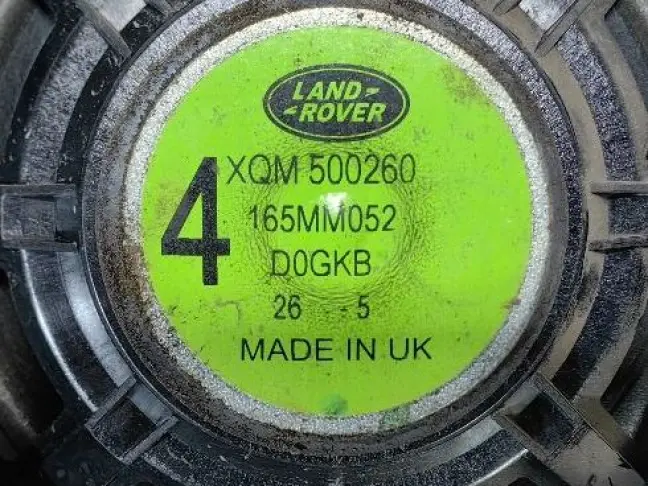 LAND-
-ROVER
4
XQM 500260
165MM052
D0GKB
26 - 5
MADE IN UK